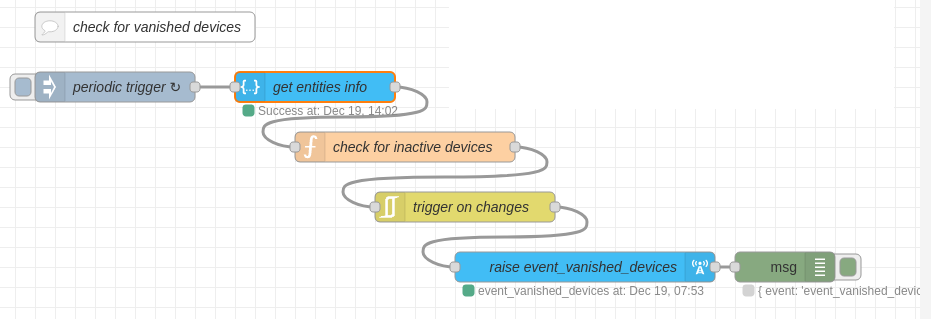 check for vanished devices
periodic trigger ↻
get entities info
Success at: Dec 19, 14:02
check for inactive devices
trigger on changes
raise event_vanished_devices
msg
event_vanished_devices at: Dec 19, 07:53
{ event: 'event_vanished_devic